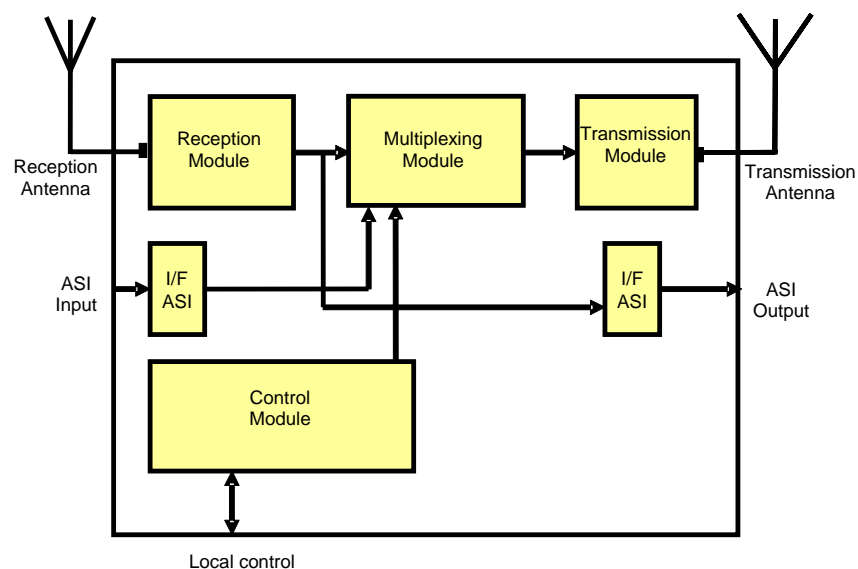 Reception
Module
Multiplexing
Module
Transmission
Module
Reception
Antenna
Transmission
Antenna
ASI
Input
I/F
ASI
I/F
ASI
ASI
Output
Control
Module
Local control